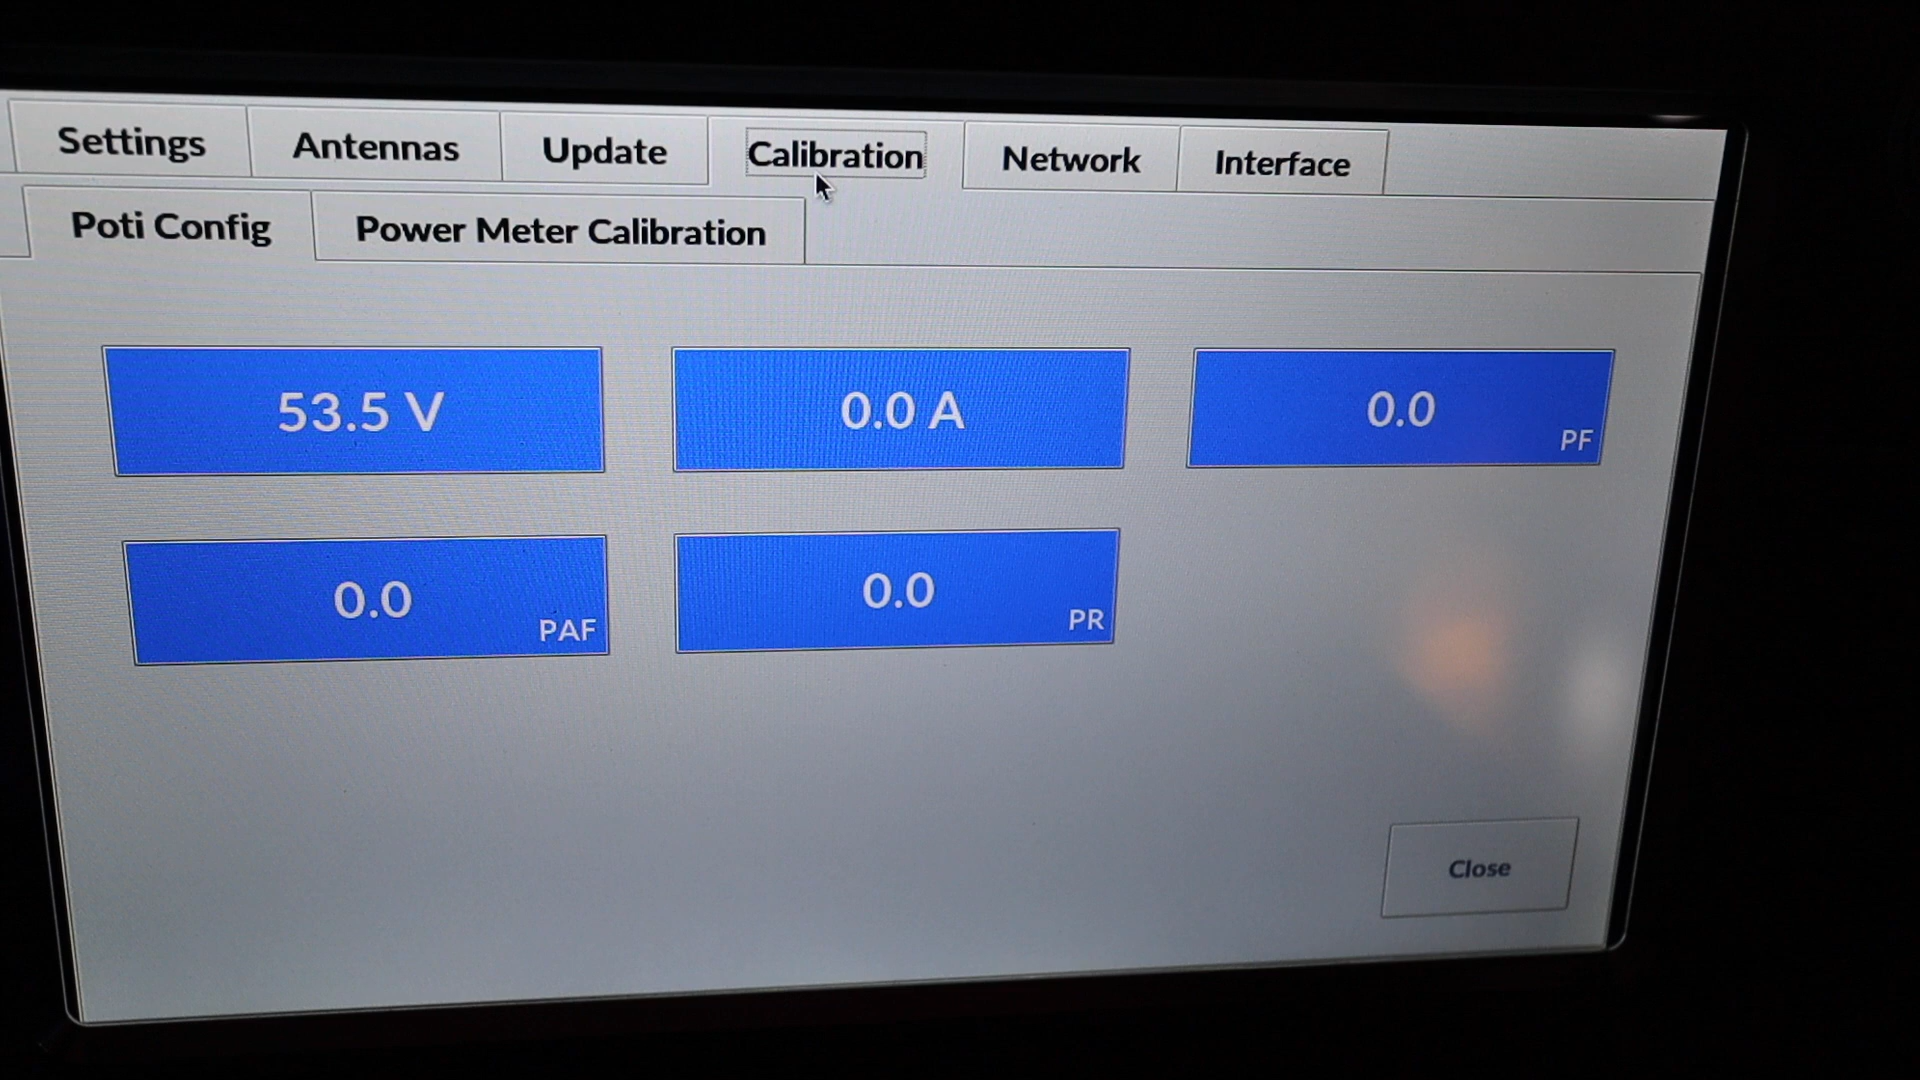 Settings Antennas Update Calibration Network Interface
Poti Config Power Meter Calibration
53.5 V 0.0 A 0.0 PF
0.0 PAF 0.0 PR
Close